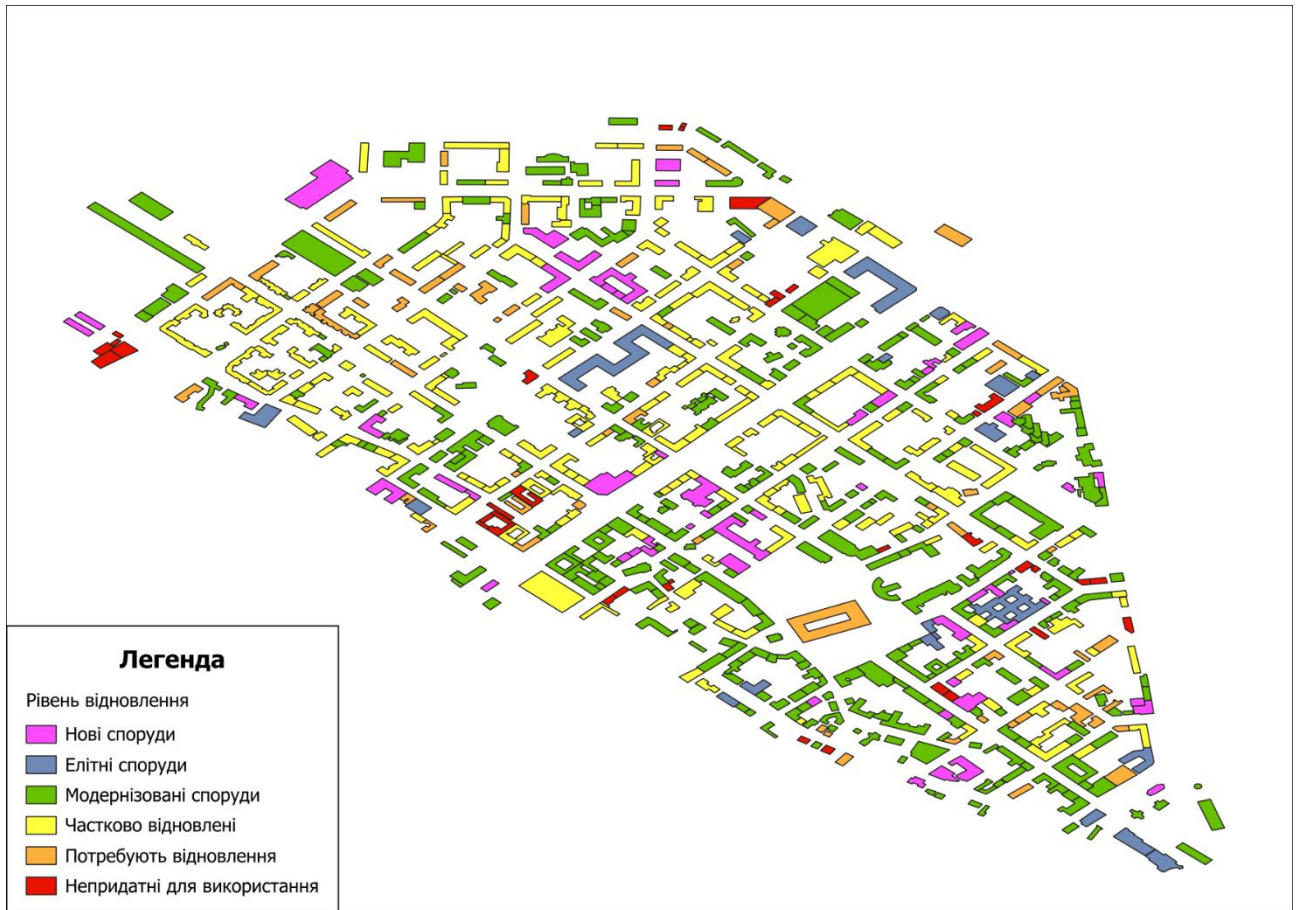 Легенда
Рівень відновлення
Нові споруди
Елітні споруди
Модернізовані споруди
Частково відновлені
Потребують відновлення
Непридатні для використання